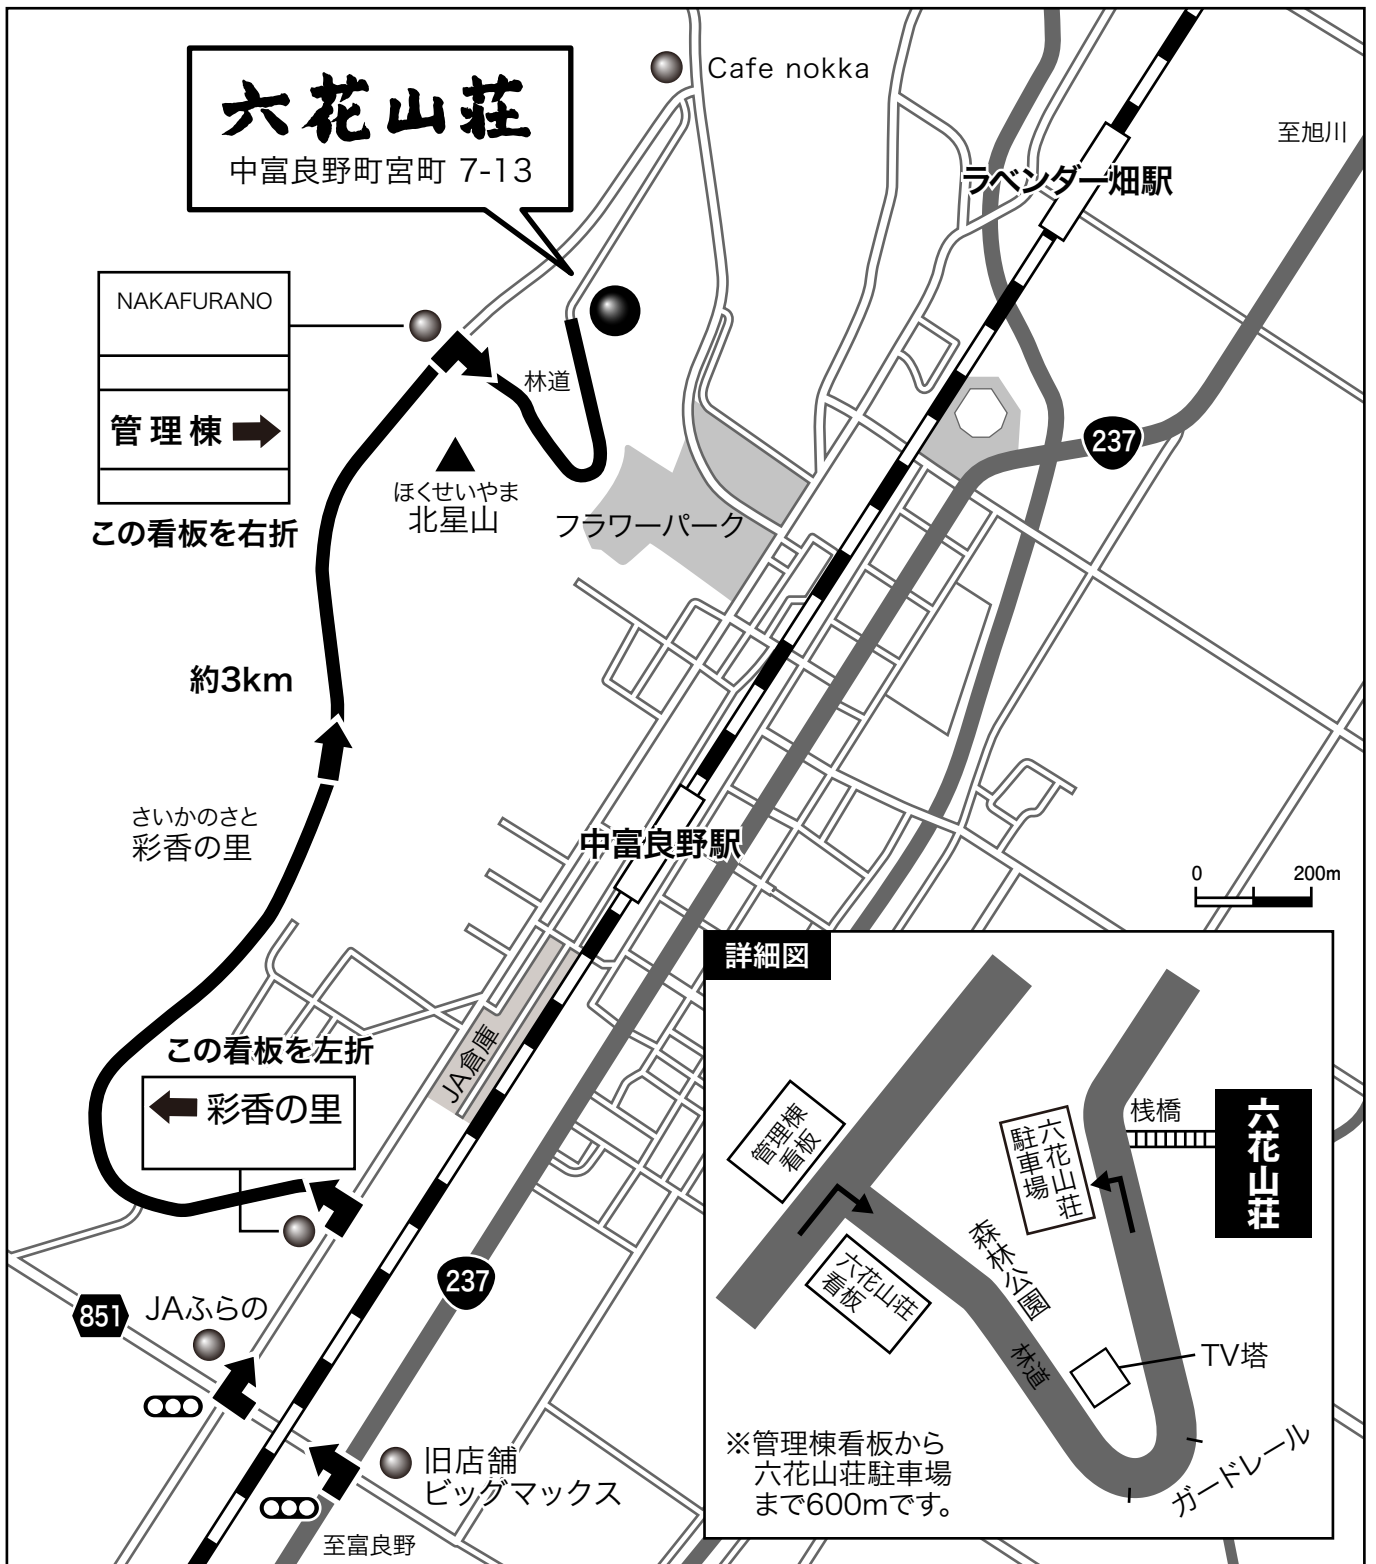 六花山荘
中富良野町宮町 7-13
Cafe nokka
至旭川
ラベンダー畑駅
NAKAFURANO
管理棟
この看板を右折
林道
ほくせいやま
北星山
フラワーパーク
237
約3km
さいかのさと
彩香の里
中富良野駅
0 200m
この看板を左折
彩香の里
JA倉庫
237
851
JAふらの
旧店舗
ビッグマックス
至富良野
詳細図
管理棟
看板
六花山荘
看板
六花山荘
駐車場
桟橋
六花山荘
森林公園
林道
TV塔
ガードレール
※管理棟看板から
六花山荘駐車場
まで600mです。